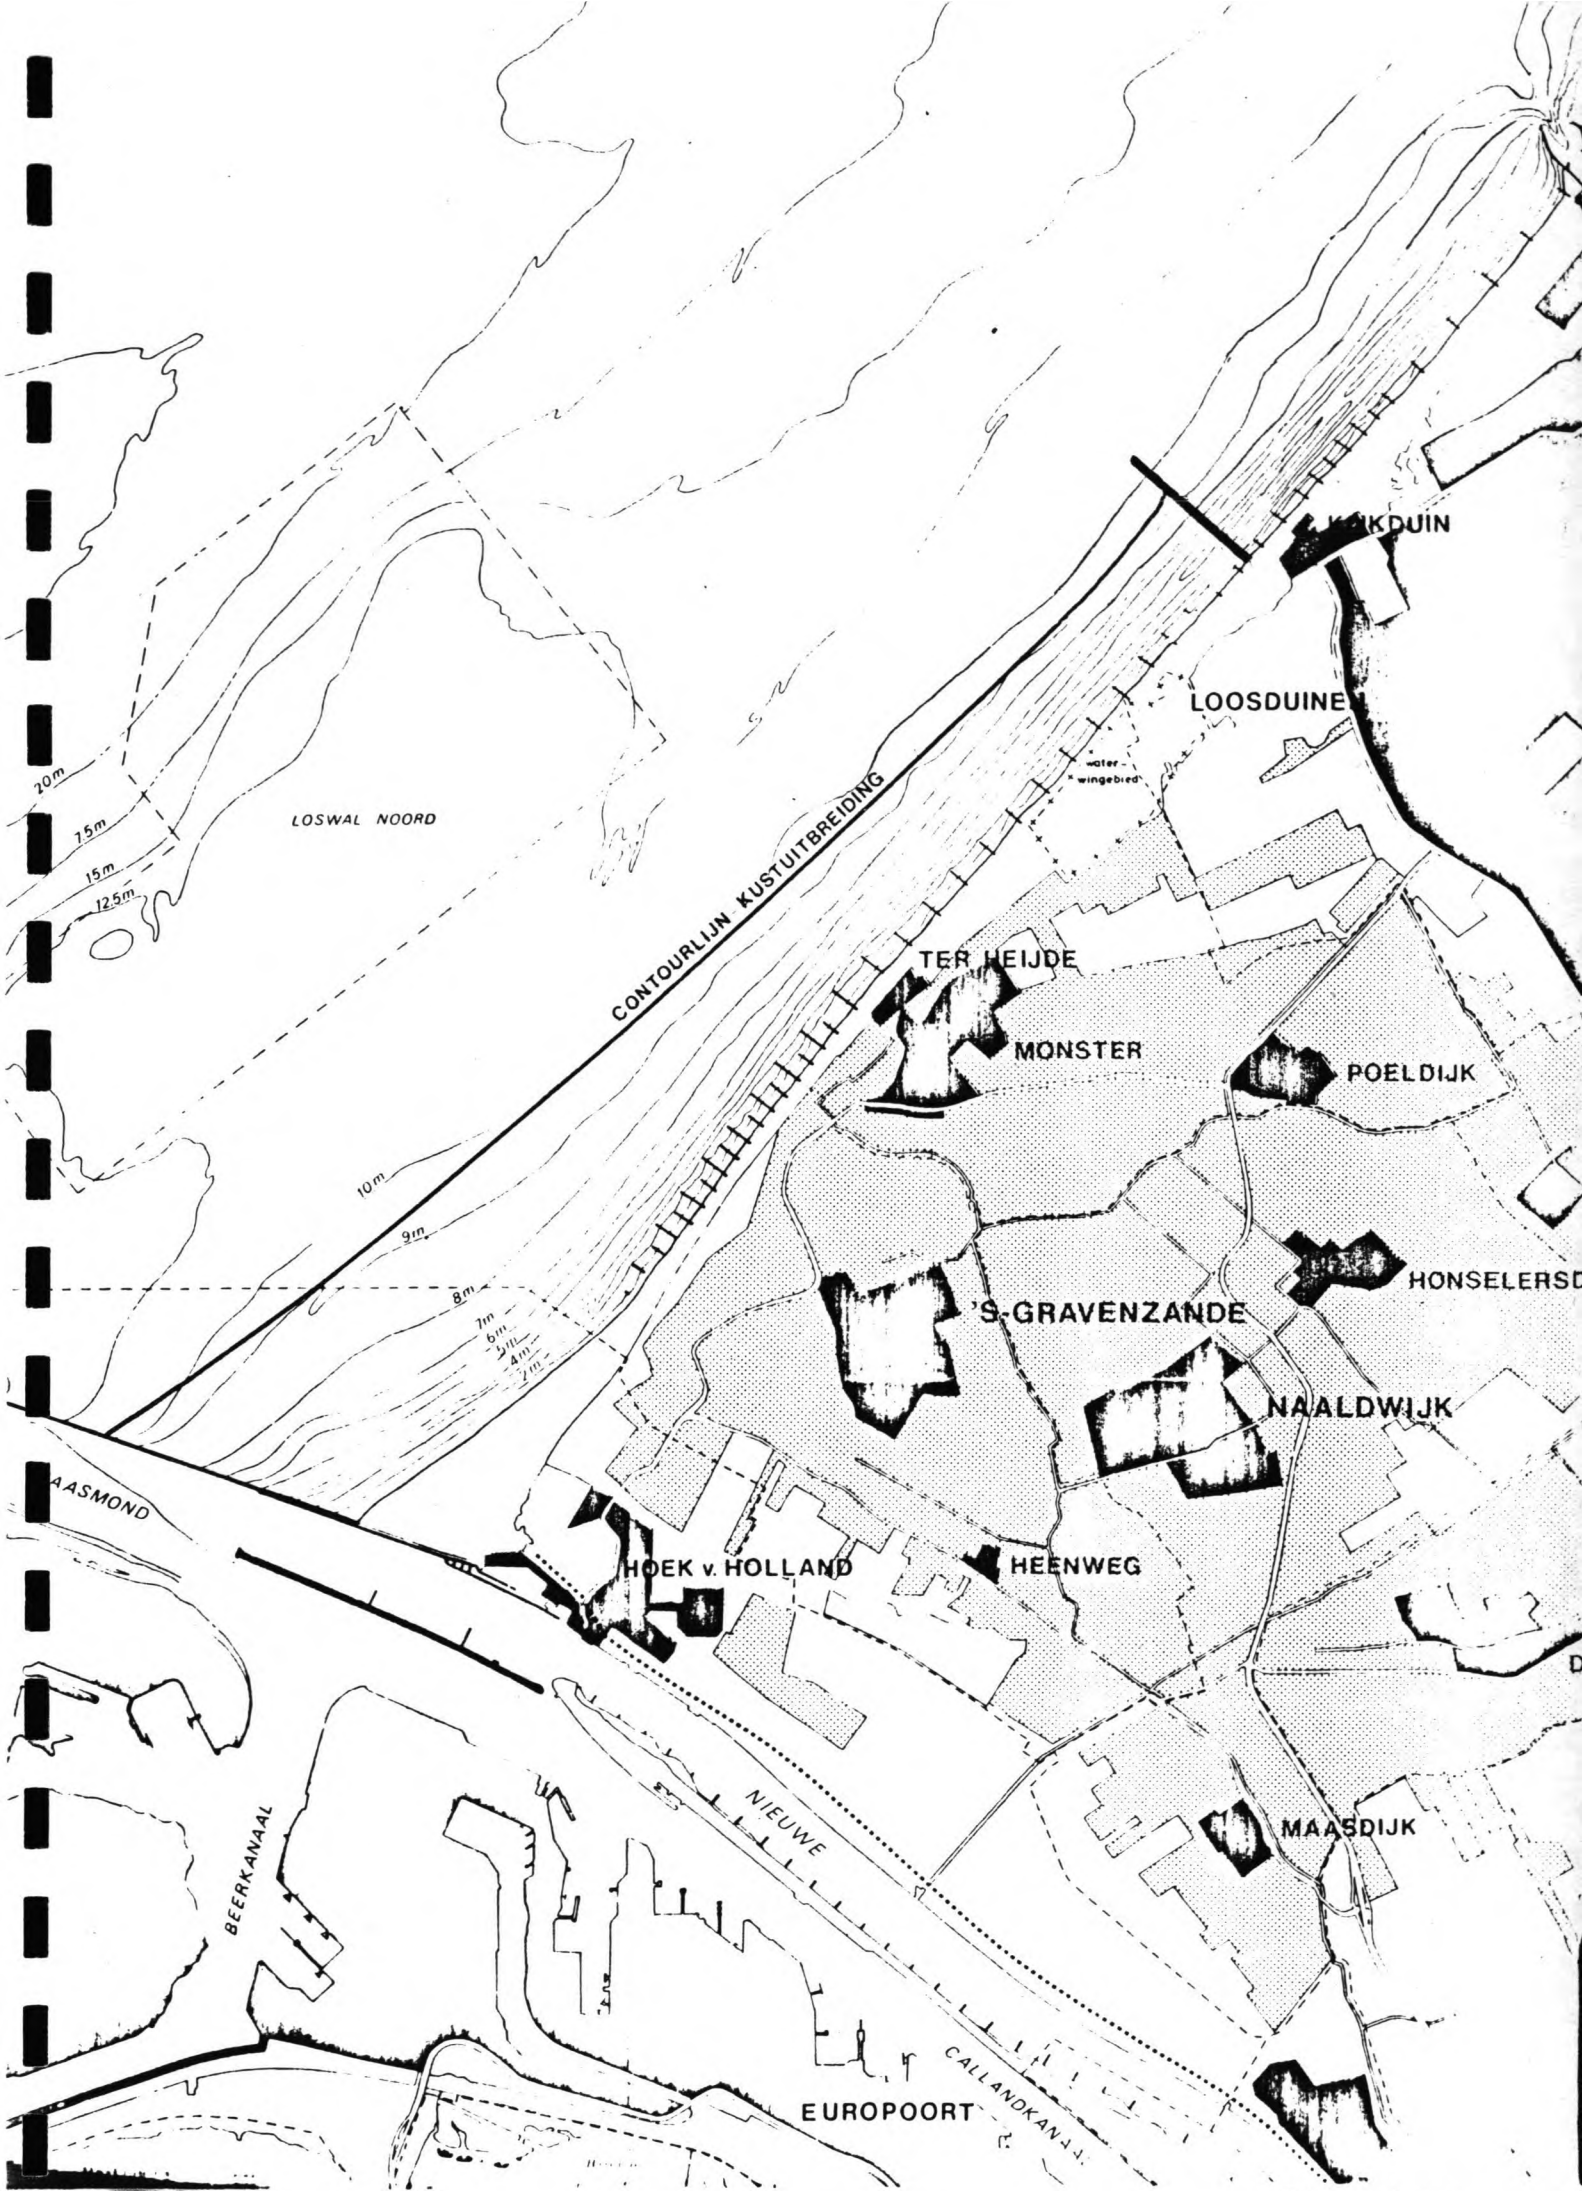 KIJKDUIN
LOOSDUINEN
water-
wingebied
20m
7.5m
15m
12.5m
LOSWAL NOORD
CONTOURLIJN KUSTUITBREIDING
TER HEIJDE
MONSTER
POELDIJK
10m
9m
8m
7m
6m
5m
4m
2m
HONSELERSD
'S-GRAVENZANDE
NAALDWIJK
AASMOND
HOEK v. HOLLAND
HEENWEG
D
NIEUWE
MAASDIJK
BEERKANAAL
CALLANDKANAAL
EUROPOORT